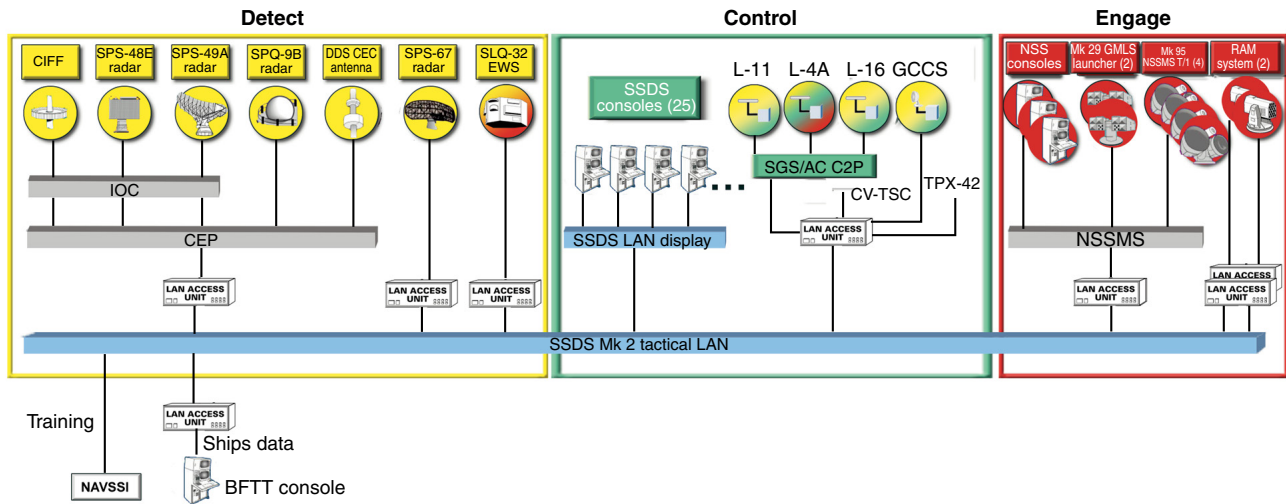 Detect
Control
Engage
CIFF
SPS-48E
radar
SPS-49A
radar
SPQ-9B
radar
DDS CEC
antenna
SPS-67
radar
SLQ-32
EWS
SSDS
consoles (25)
L-11
L-4A
L-16
GCCS
NSS
consoles
Mk 29 GMLS
launcher (2)
Mk 95
NSSMS T/1 (4)
RAM
system (2)
IOC
CEP
SGS/AC C2P
CV-TSC
TPX-42
LAN ACCESS
UNIT
SSDS LAN display
NSSMS
LAN ACCESS
UNIT
LAN ACCESS
UNIT
LAN ACCESS
UNIT
LAN ACCESS
UNIT
LAN ACCESS
LAN ACCESS
UNIT
SSDS Mk 2 tactical LAN
Training
LAN ACCESS
UNIT
Ships data
NAVSSI
BFTT console